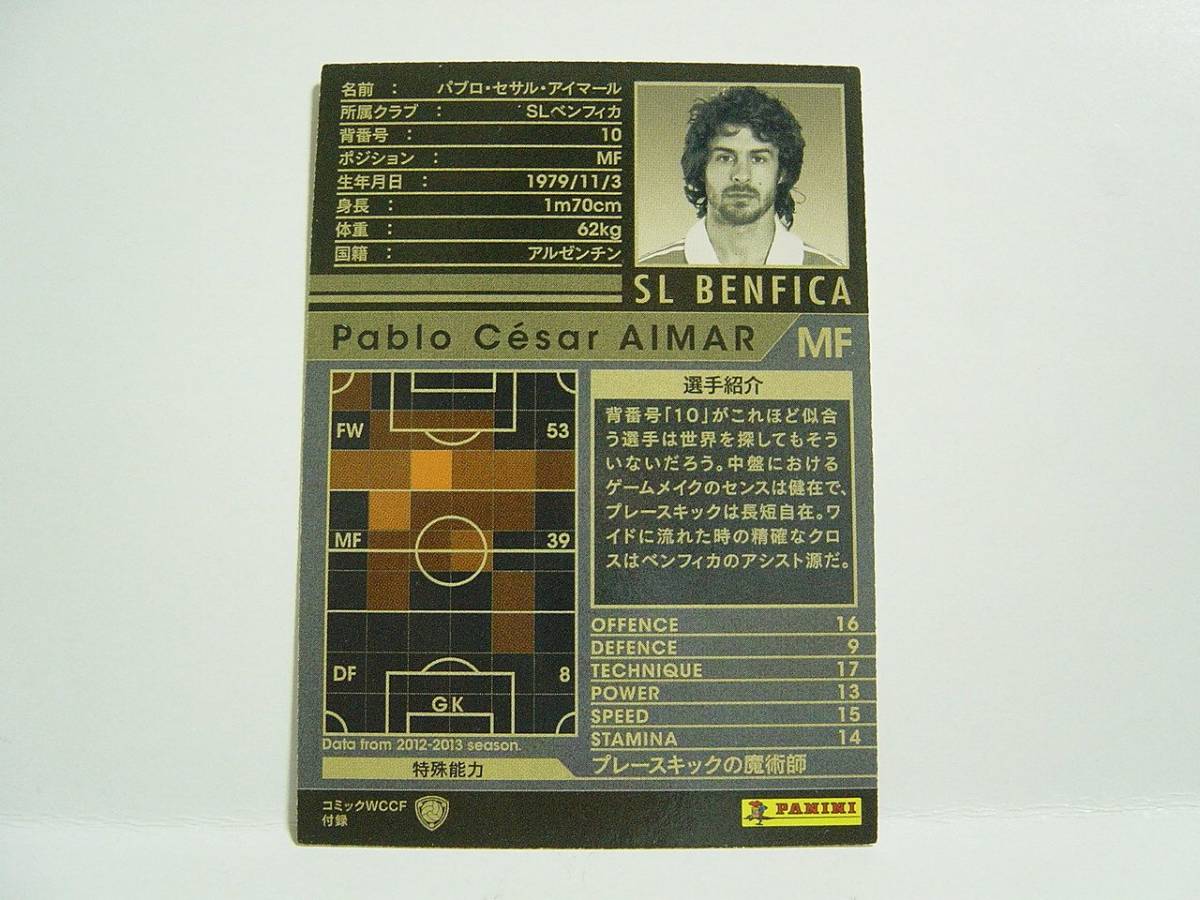 名前 : パブロ・セサル・アイマール
所属クラブ : SLベンフィカ
背番号 : 10
ポジション : MF
生年月日 : 1979/11/3
身長 : 1m70cm
体重 : 62kg
国籍 : アルゼンチン
SL BENFICA
Pablo César AIMAR MF
FW 53
MF 39
DF 8
GK
Data from 2012-2013 season.
選手紹介
背番号「10」がこれほど似合
う選手は世界を探してもそう
いないだろう。中盤における
ゲームメイクのセンスは健在で、
プレースキックは長短自在。ワ
イドに流れた時の精確なクロ
スはベンフィカのアシスト源だ。
OFFENCE 16
DEFENCE 9
TECHNIQUE 17
POWER 13
SPEED 15
STAMINA 14
特殊能力 プレースキックの魔術師
コミックWCCF
付録
PANINI